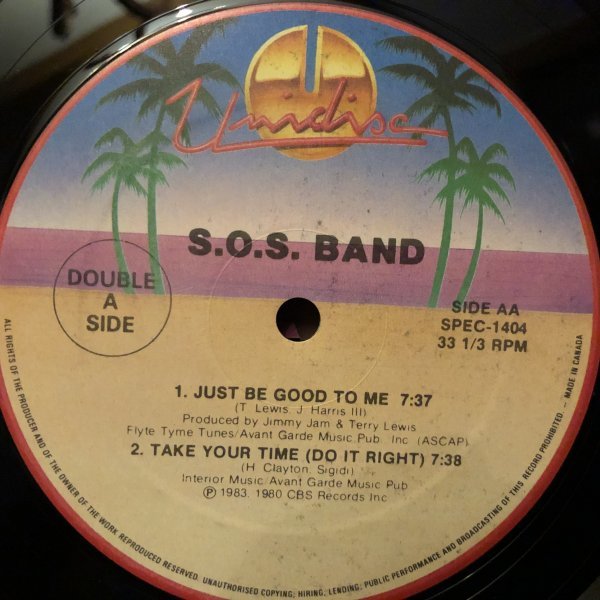 Unidisc
S.O.S. BAND
DOUBLE
A
SIDE
SIDE AA
SPEC-1404
33 1/3 RPM
1. JUST BE GOOD TO ME 7:37
(T. Lewis, J. Harris III)
Produced by Jimmy Jam & Terry Lewis
Flyte Tyme Tunes/Avant Garde Music Pub. Inc (ASCAP)
2. TAKE YOUR TIME (DO IT RIGHT) 7:38
(H. Clayton, Sigidi)
Interior Music/Avant Garde Music Pub
Ⓟ 1983, 1980 CBS Records Inc
ALL RIGHTS OF THE PRODUCER AND OF THE OWNER OF THE WORK REPRODUCED RESERVED. UNAUTHORISED COPYING; HIRING, LENDING, PUBLIC PERFORMANCE AND BROADCASTING OF THIS RECORD PROHIBITED. - MADE IN CANADA